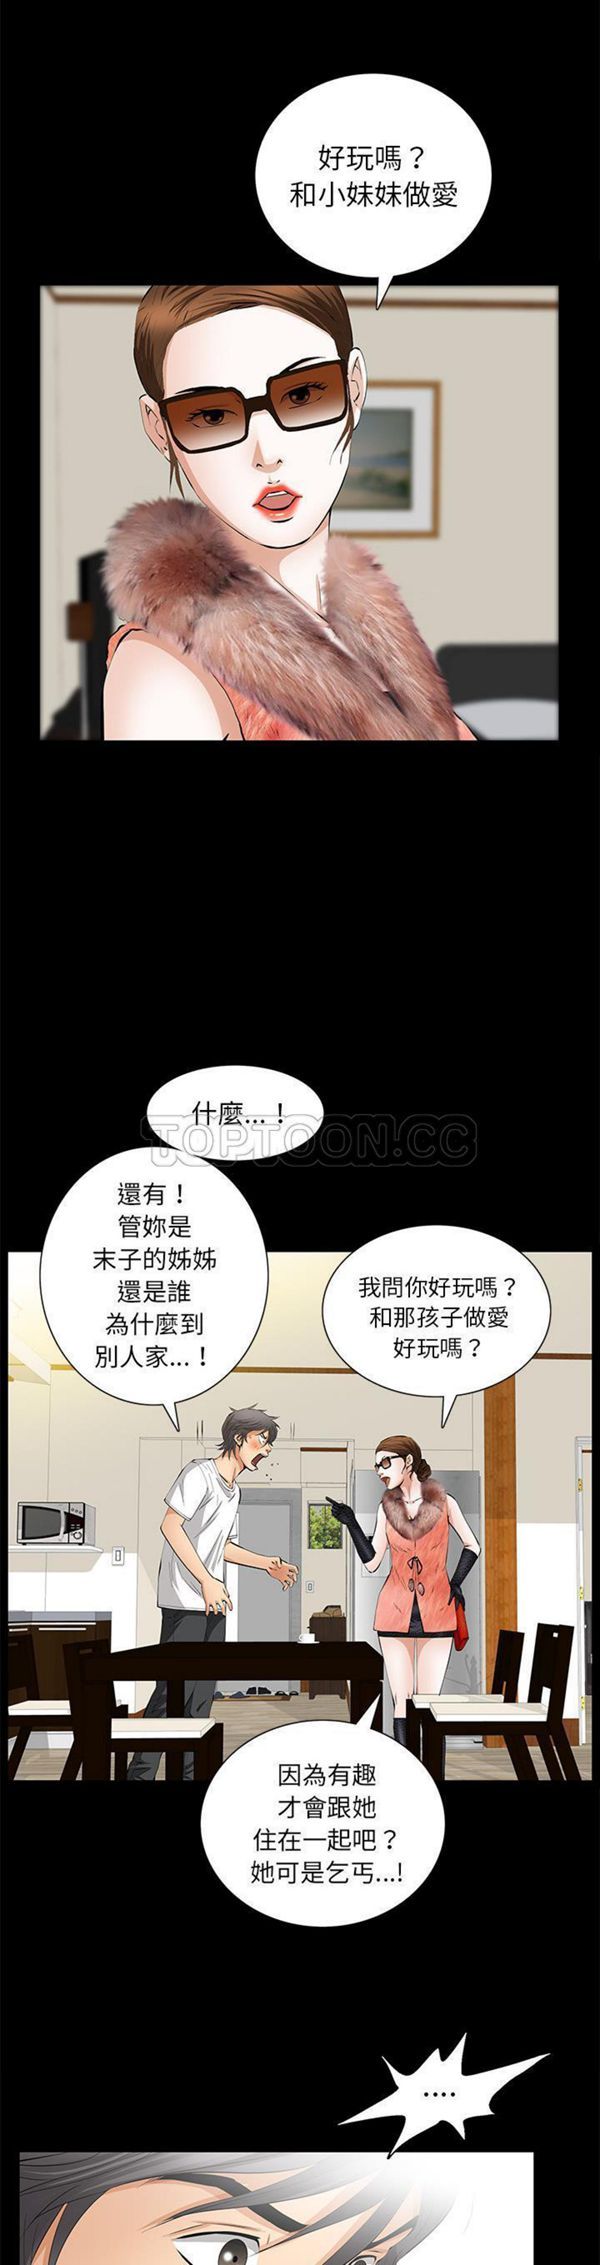 好玩嗎？
和小妹妹做愛
什麼...！
TOPTOON.CC
還有！
管妳是
末子的姊姊
還是誰
為什麼到
別人家...！
我問你好玩嗎？
和那孩子做愛
好玩嗎？
因為有趣
才會跟她
住在一起吧？
她可是乞丐...!
....